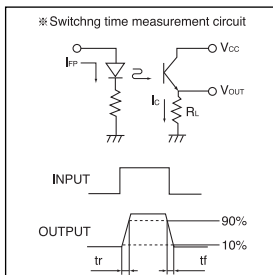 ※ Switchng time measurement circuit
VCC
IFP
VOUT
IC
RL
INPUT
OUTPUT
90%
10%
tr
tf